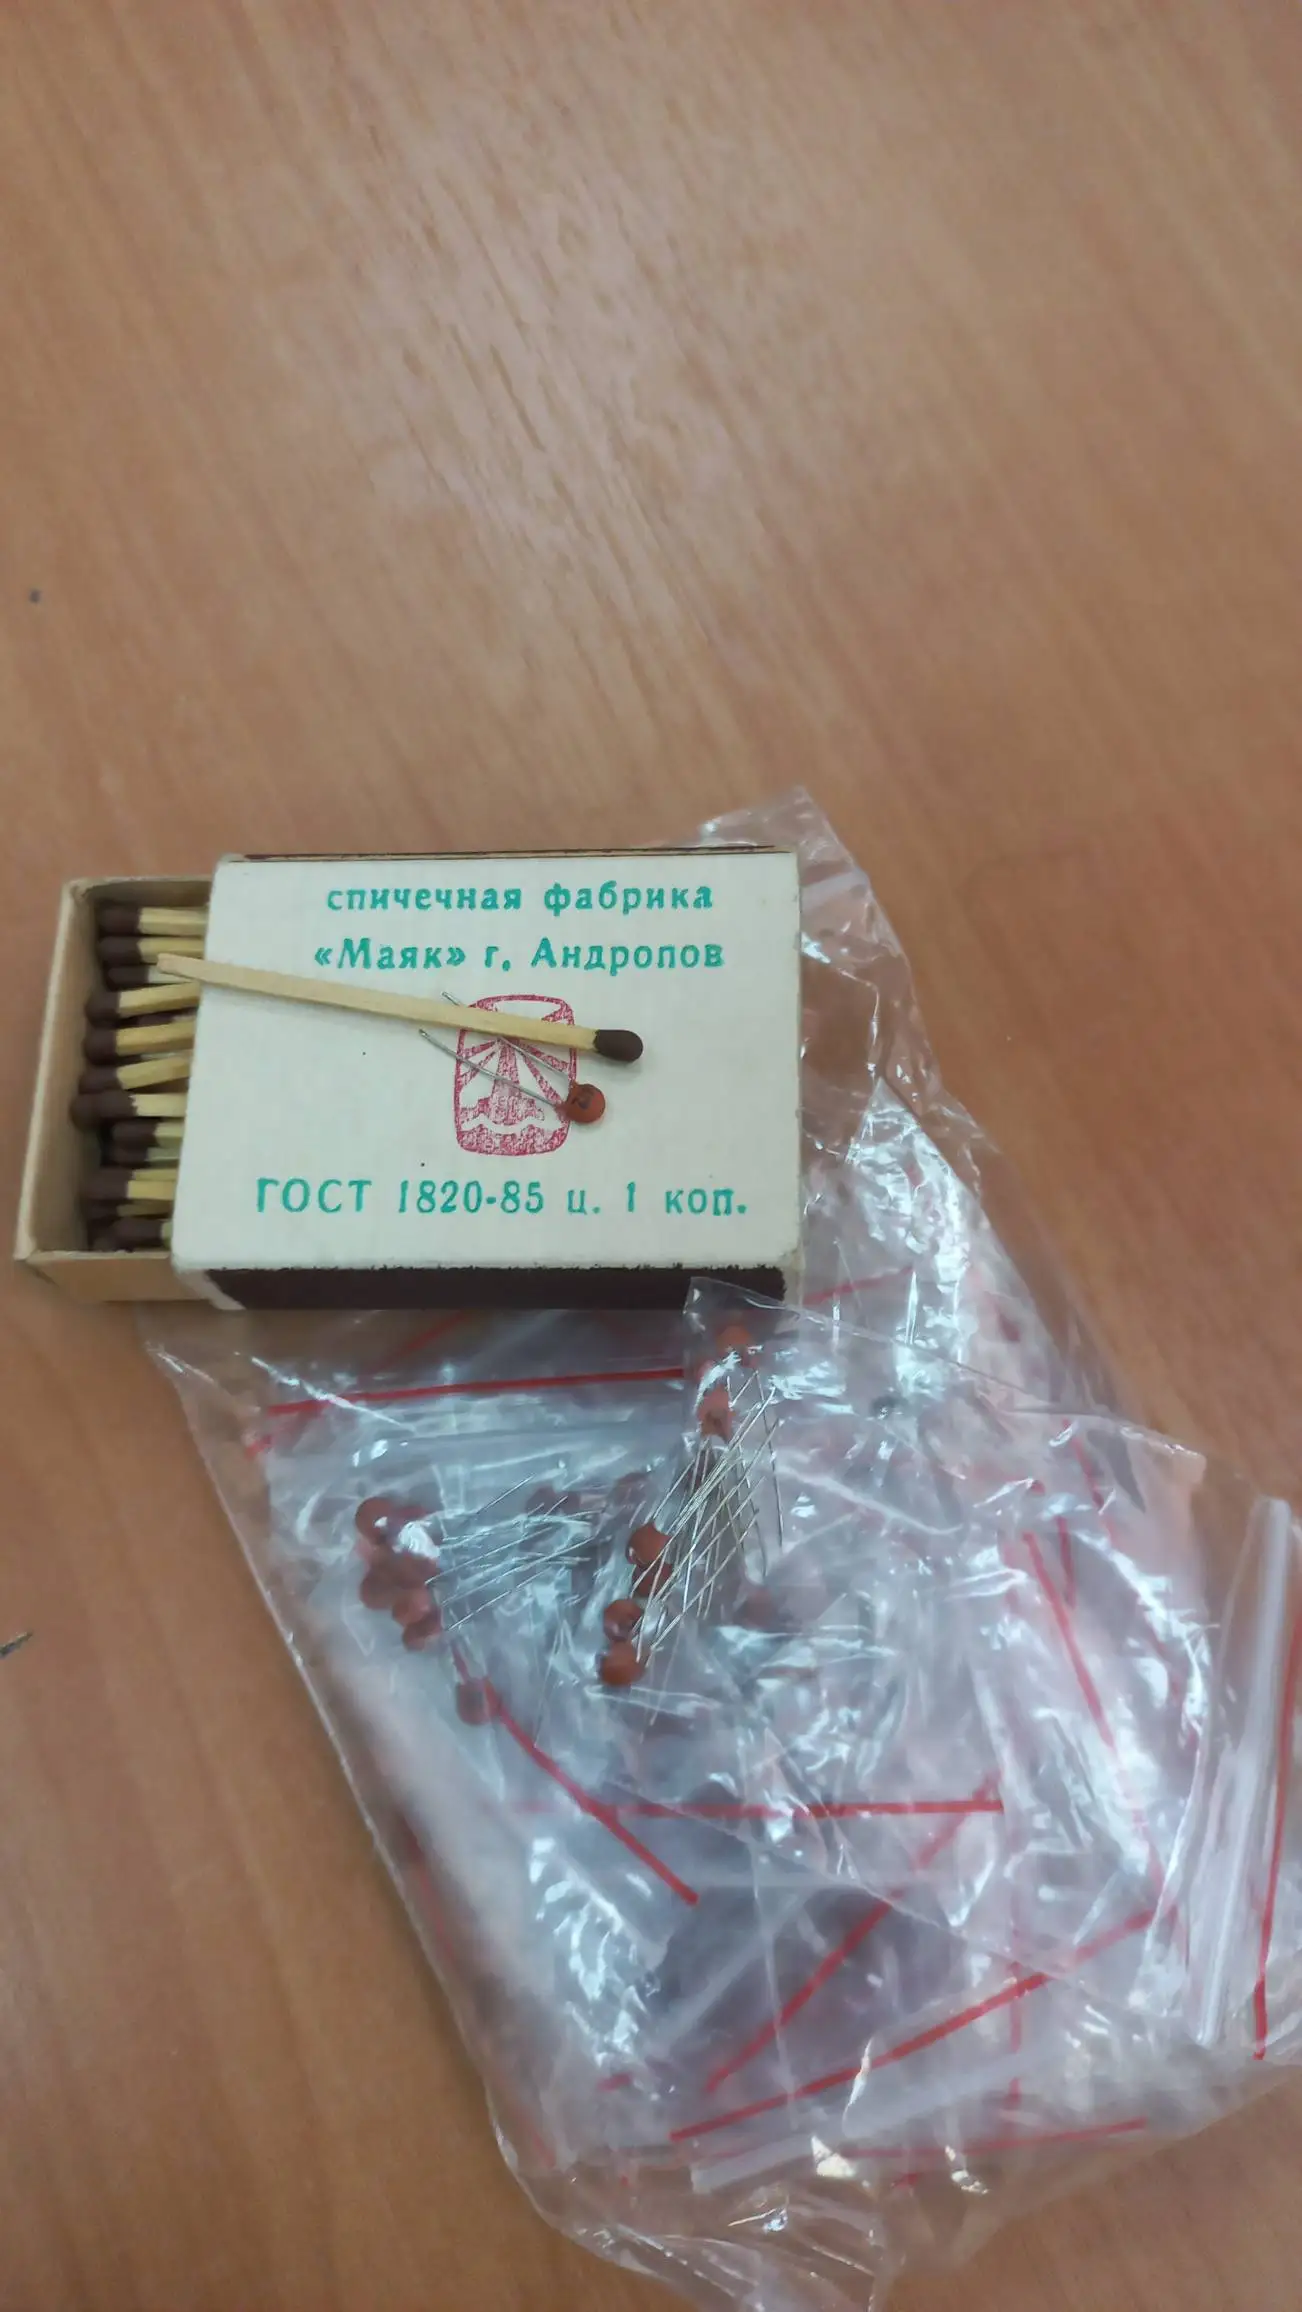 спичечная фабрика
«Маяк» г. Андропов
ГОСТ 1820-85 ц. 1 коп.